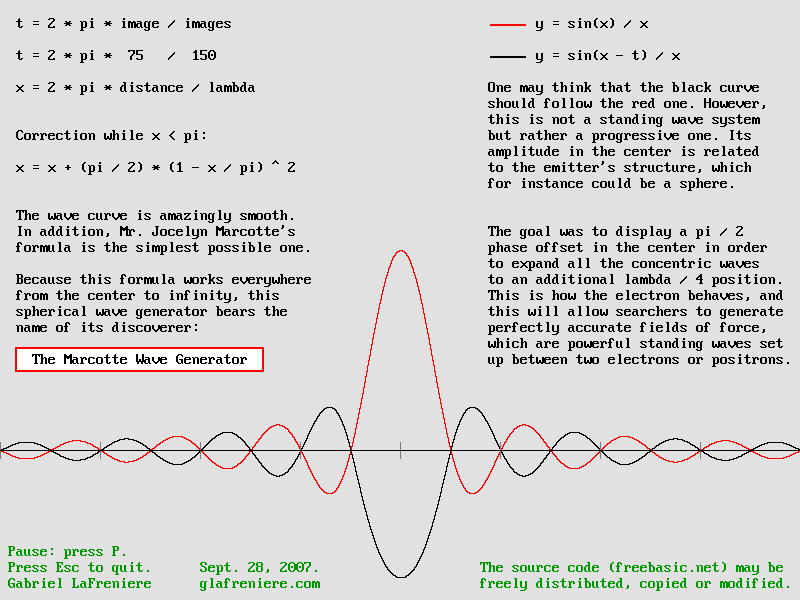 t = 2 * pi * image / images
t = 2 * pi *  75   /  150
x = 2 * pi * distance / lambda
Correction while x < pi:
x = x + (pi / 2) * (1 - x / pi) ^ 2
The wave curve is amazingly smooth.
In addition, Mr. Jocelyn Marcotte's
formula is the simplest possible one.
Because this formula works everywhere
from the center to infinity, this
spherical wave generator bears the
name of its discoverer:
The Marcotte Wave Generator
y = sin(x) / x
y = sin(x - t) / x
One may think that the black curve
should follow the red one. However,
this is not a standing wave system
but rather a progressive one. Its
amplitude in the center is related
to the emitter's structure, which
for instance could be a sphere.
The goal was to display a pi / 2
phase offset in the center in order
to expand all the concentric waves
to an additional lambda / 4 position.
This is how the electron behaves, and
this will allow searchers to generate
perfectly accurate fields of force,
which are powerful standing waves set
up between two electrons or positrons.
Pause: press P.
Press Esc to quit.
Gabriel LaFreniere
Sept. 28, 2007.
glafreniere.com
The source code (freebasic.net) may be
freely distributed, copied or modified.